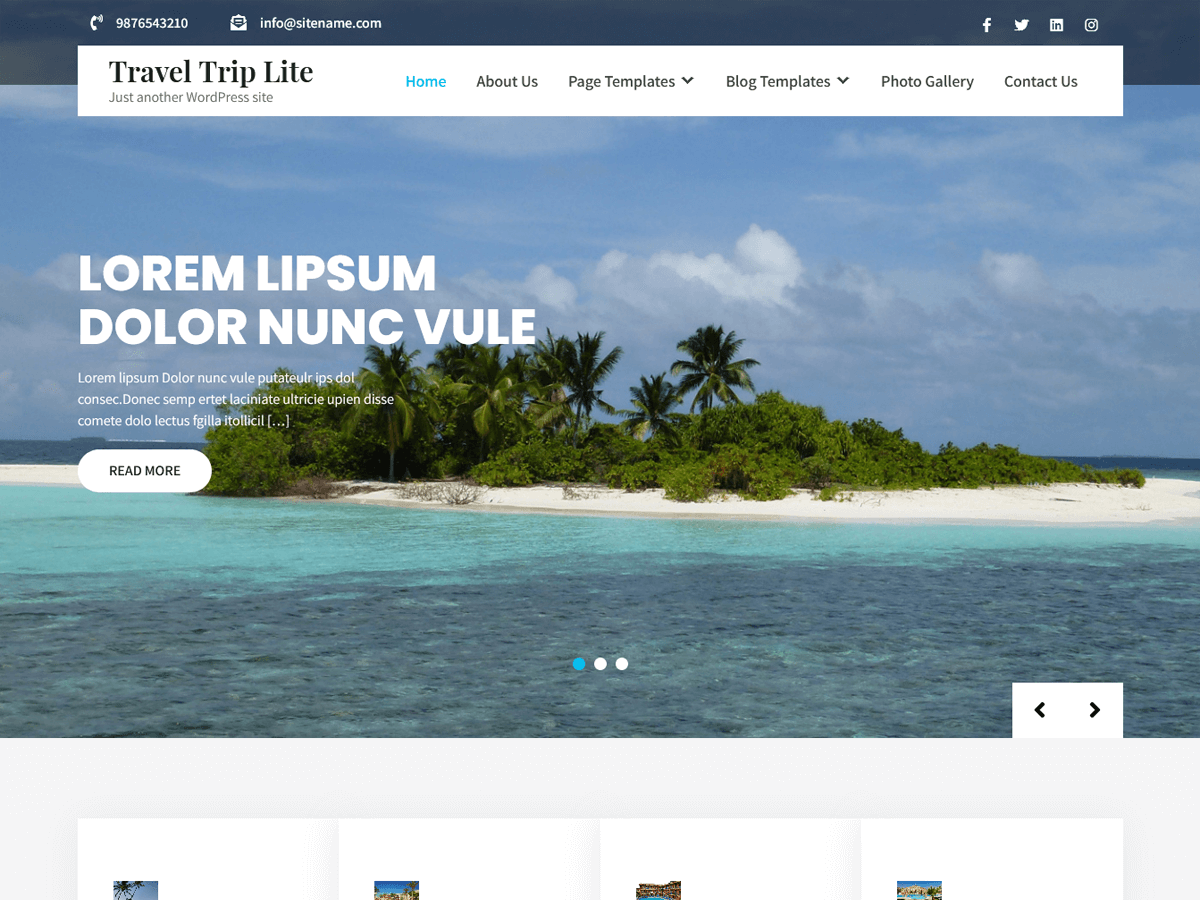 9876543210
info@sitename.com
Travel Trip Lite
Just another WordPress site
Home
About Us
Page Templates
Blog Templates
Photo Gallery
Contact Us
LOREM LIPSUM
DOLOR NUNC VULE
Lorem lipsum Dolor nunc vule putateulr ips dol
consec.Donec semp ertet laciniate ultricie upien disse
comete dolo lectus fgilla itollicil […]
READ MORE